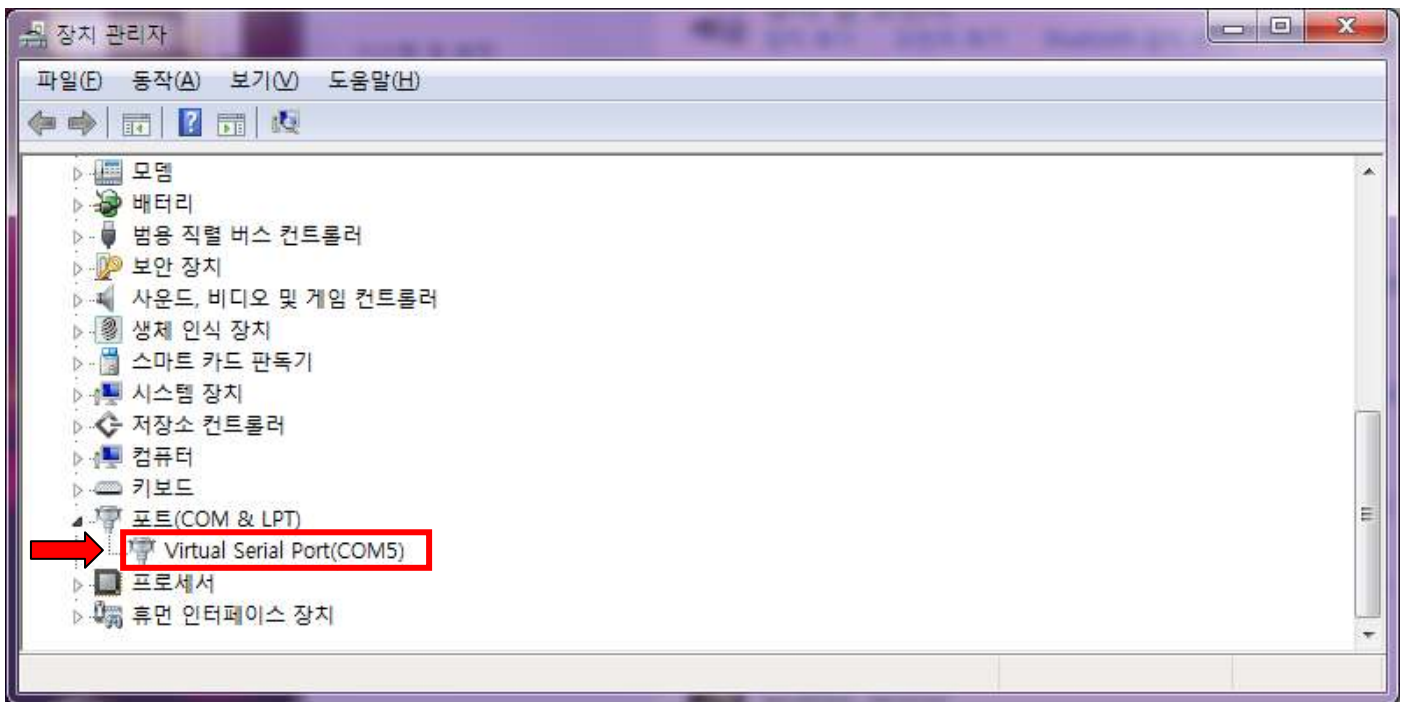 장치 관리자
파일(F) 동작(A) 보기(V) 도움말(H)
모뎀
배터리
범용 직렬 버스 컨트롤러
보안 장치
사운드, 비디오 및 게임 컨트롤러
생체 인식 장치
스마트 카드 판독기
시스템 장치
저장소 컨트롤러
컴퓨터
키보드
포트(COM & LPT)
Virtual Serial Port(COM5)
프로세서
휴먼 인터페이스 장치